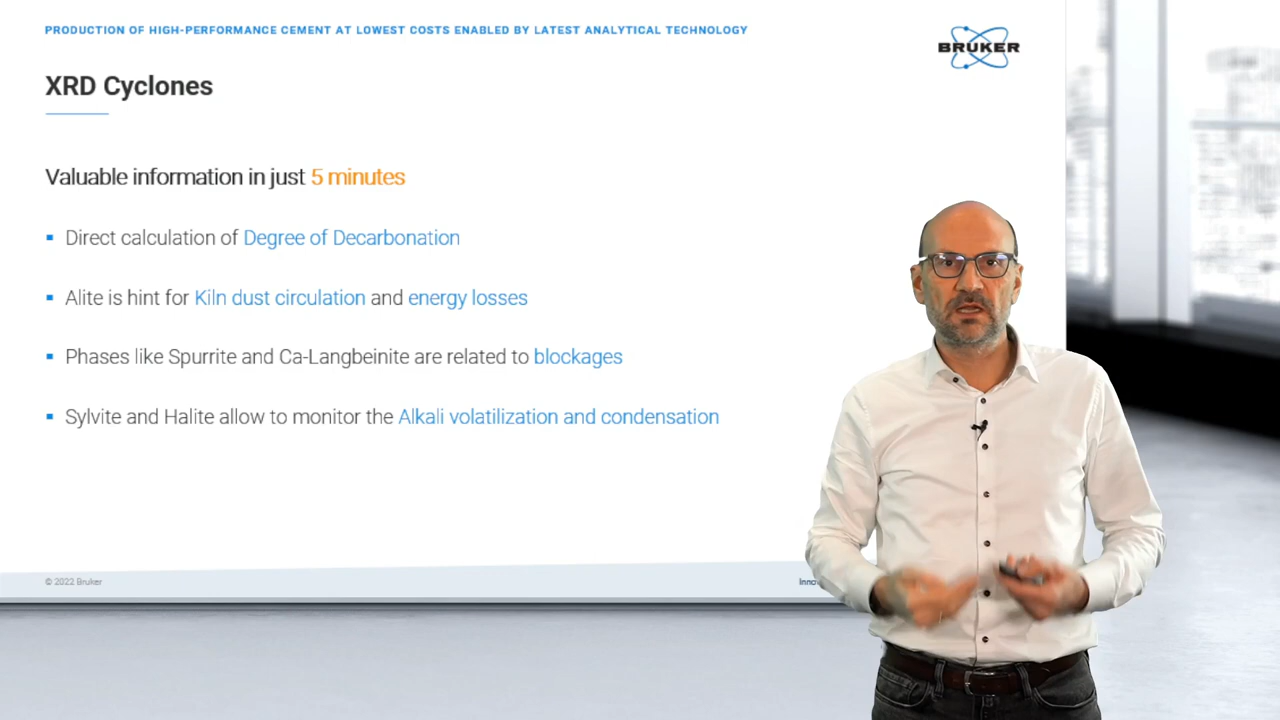 PRODUCTION OF HIGH-PERFORMANCE CEMENT AT LOWEST COSTS ENABLED BY LATEST ANALYTICAL TECHNOLOGY
BRUKER
XRD Cyclones
Valuable information in just 5 minutes
▪ Direct calculation of Degree of Decarbonation
▪ Alite is hint for Kiln dust circulation and energy losses
▪ Phases like Spurrite and Ca-Langbeinite are related to blockages
▪ Sylvite and Halite allow to monitor the Alkali volatilization and condensation
© 2022 Bruker